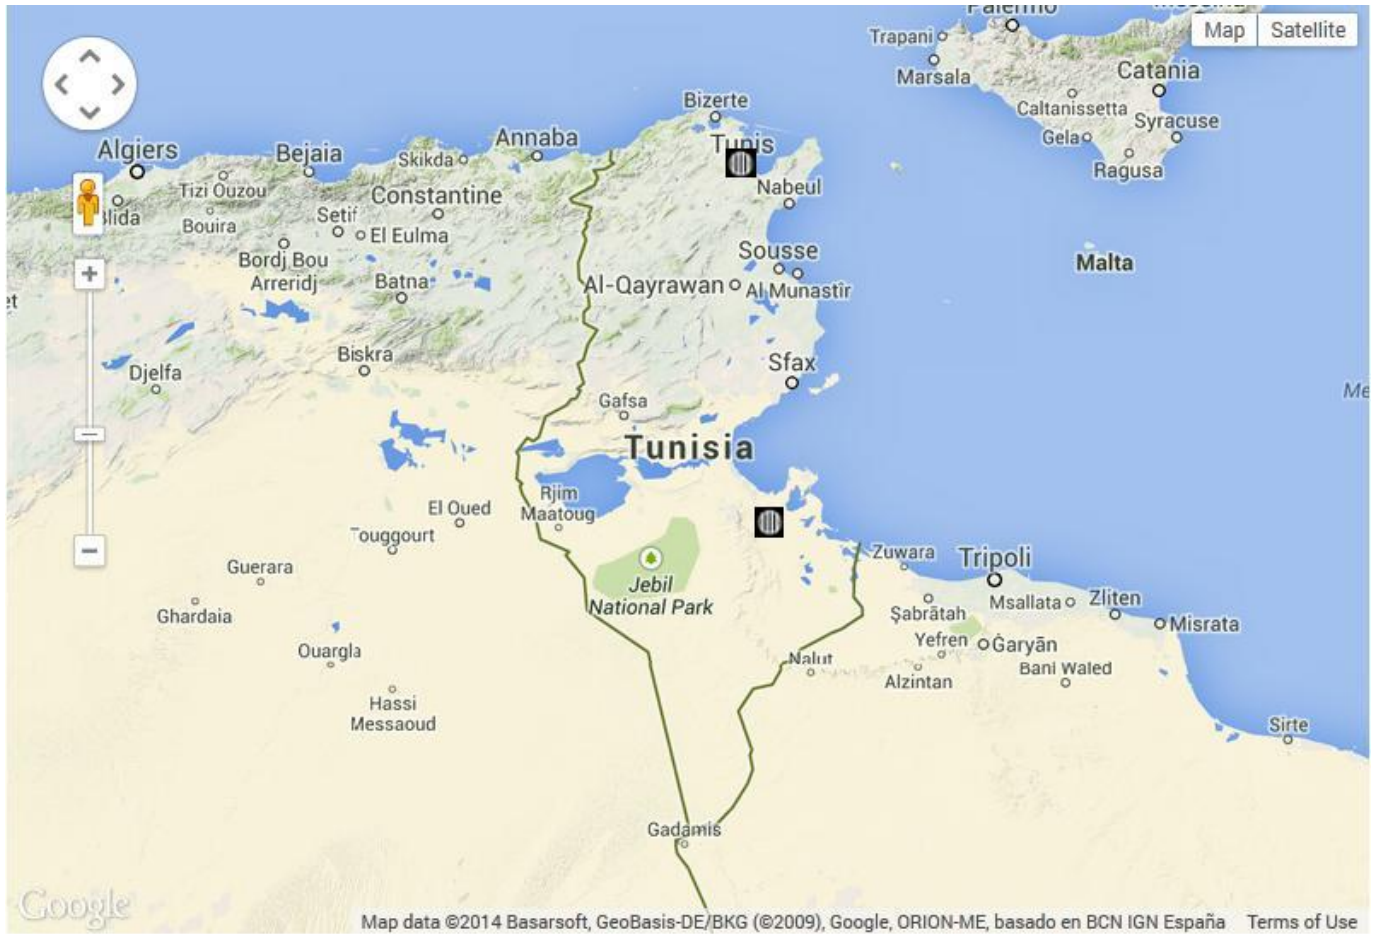 Palermo
Trapani
Map
Satellite
Marsala
Catania
Caltanissetta
Bizerte
Syracuse
Gela
Annaba
Tunis
Algiers
Bejaia
Skikda
Ragusa
Tizi Ouzou
Constantine
Nabeul
Blida
Setif
Bouira
El Eulma
Sousse
Bordj Bou
Arreridj
Malta
Batna
Al-Qayrawan
Al Munastîr
et
Biskra
Sfax
Djelfa
Me
Gafsa
Tunisia
Rjim
Maatoug
El Oued
Touggourt
Zuwara
Tripoli
Guerara
Jebil
National Park
Msallata
Zliten
Ghardaia
Şabrātah
Misrata
Yefren
Ġaryān
Ouargla
Nalut
Bani Waled
Alzintan
Hassi
Messaoud
Sirte
Gadamis
Google
Map data ©2014 Basarsoft, GeoBasis-DE/BKG (©2009), Google, ORION-ME, basado en BCN IGN España
Terms of Use